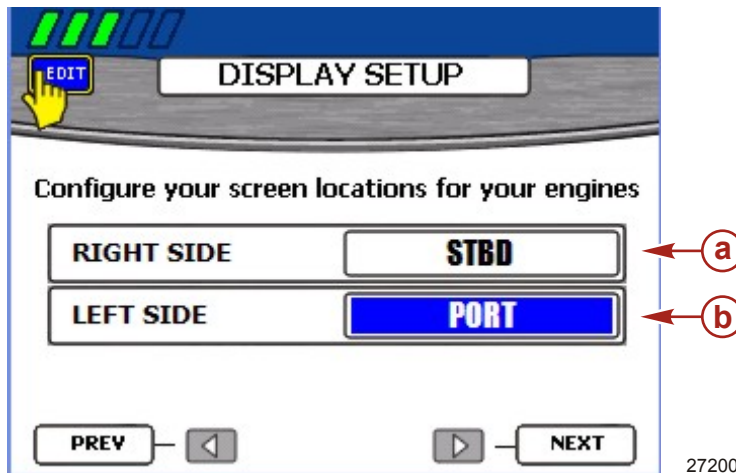 EDIT
DISPLAY SETUP
Configure your screen locations for your engines
RIGHT SIDE STBD a
LEFT SIDE PORT b
PREV NEXT
27200